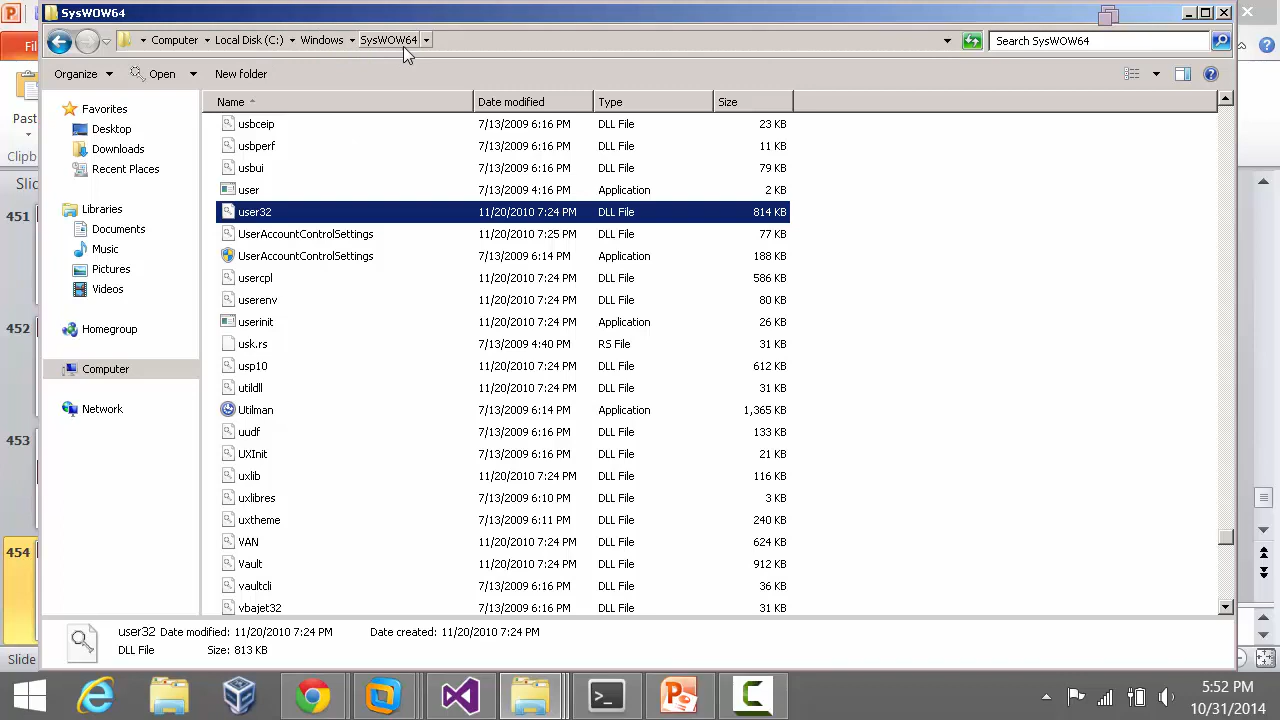 SysWOW64
Computer Local Disk (C:) Windows SysWOW64 Search SysWOW64
Fil
Organize Open New folder
Past
Clipb
Slid
451
452
453
454
Slide
Favorites
Desktop
Downloads
Recent Places
Libraries
Documents
Music
Pictures
Videos
Homegroup
Computer
Network
Name Date modified Type Size
usbceip 7/13/2009 6:16 PM DLL File 23 KB
usbperf 7/13/2009 6:16 PM DLL File 11 KB
usbui 7/13/2009 6:16 PM DLL File 79 KB
user 7/13/2009 4:16 PM Application 2 KB
user32 11/20/2010 7:24 PM DLL File 814 KB
UserAccountControlSettings 11/20/2010 7:25 PM DLL File 77 KB
UserAccountControlSettings 7/13/2009 6:14 PM Application 188 KB
usercpl 11/20/2010 7:24 PM DLL File 586 KB
userenv 11/20/2010 7:24 PM DLL File 80 KB
userinit 11/20/2010 7:24 PM Application 26 KB
usk.rs 7/13/2009 4:40 PM RS File 31 KB
usp10 11/20/2010 7:24 PM DLL File 612 KB
utildll 11/20/2010 7:24 PM DLL File 31 KB
Utilman 7/13/2009 6:14 PM Application 1,365 KB
uudf 7/13/2009 6:16 PM DLL File 133 KB
UXInit 7/13/2009 6:16 PM DLL File 21 KB
uxlib 11/20/2010 7:24 PM DLL File 116 KB
uxlibres 7/13/2009 6:10 PM DLL File 3 KB
uxtheme 7/13/2009 6:11 PM DLL File 240 KB
VAN 11/20/2010 7:24 PM DLL File 624 KB
Vault 11/20/2010 7:24 PM DLL File 912 KB
vaultcli 7/13/2009 6:16 PM DLL File 36 KB
vbajet32 7/13/2009 6:16 PM DLL File 31 KB
user32 Date modified: 11/20/2010 7:24 PM Date created: 11/20/2010 7:24 PM
DLL File Size: 813 KB
5:52 PM
10/31/2014